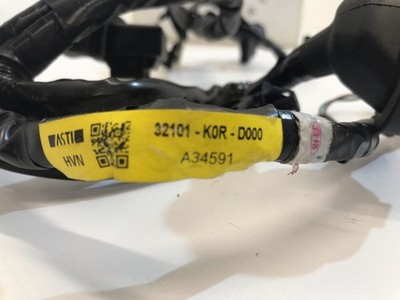 ASTI
HVN
32101 - K0R - D000
A34591